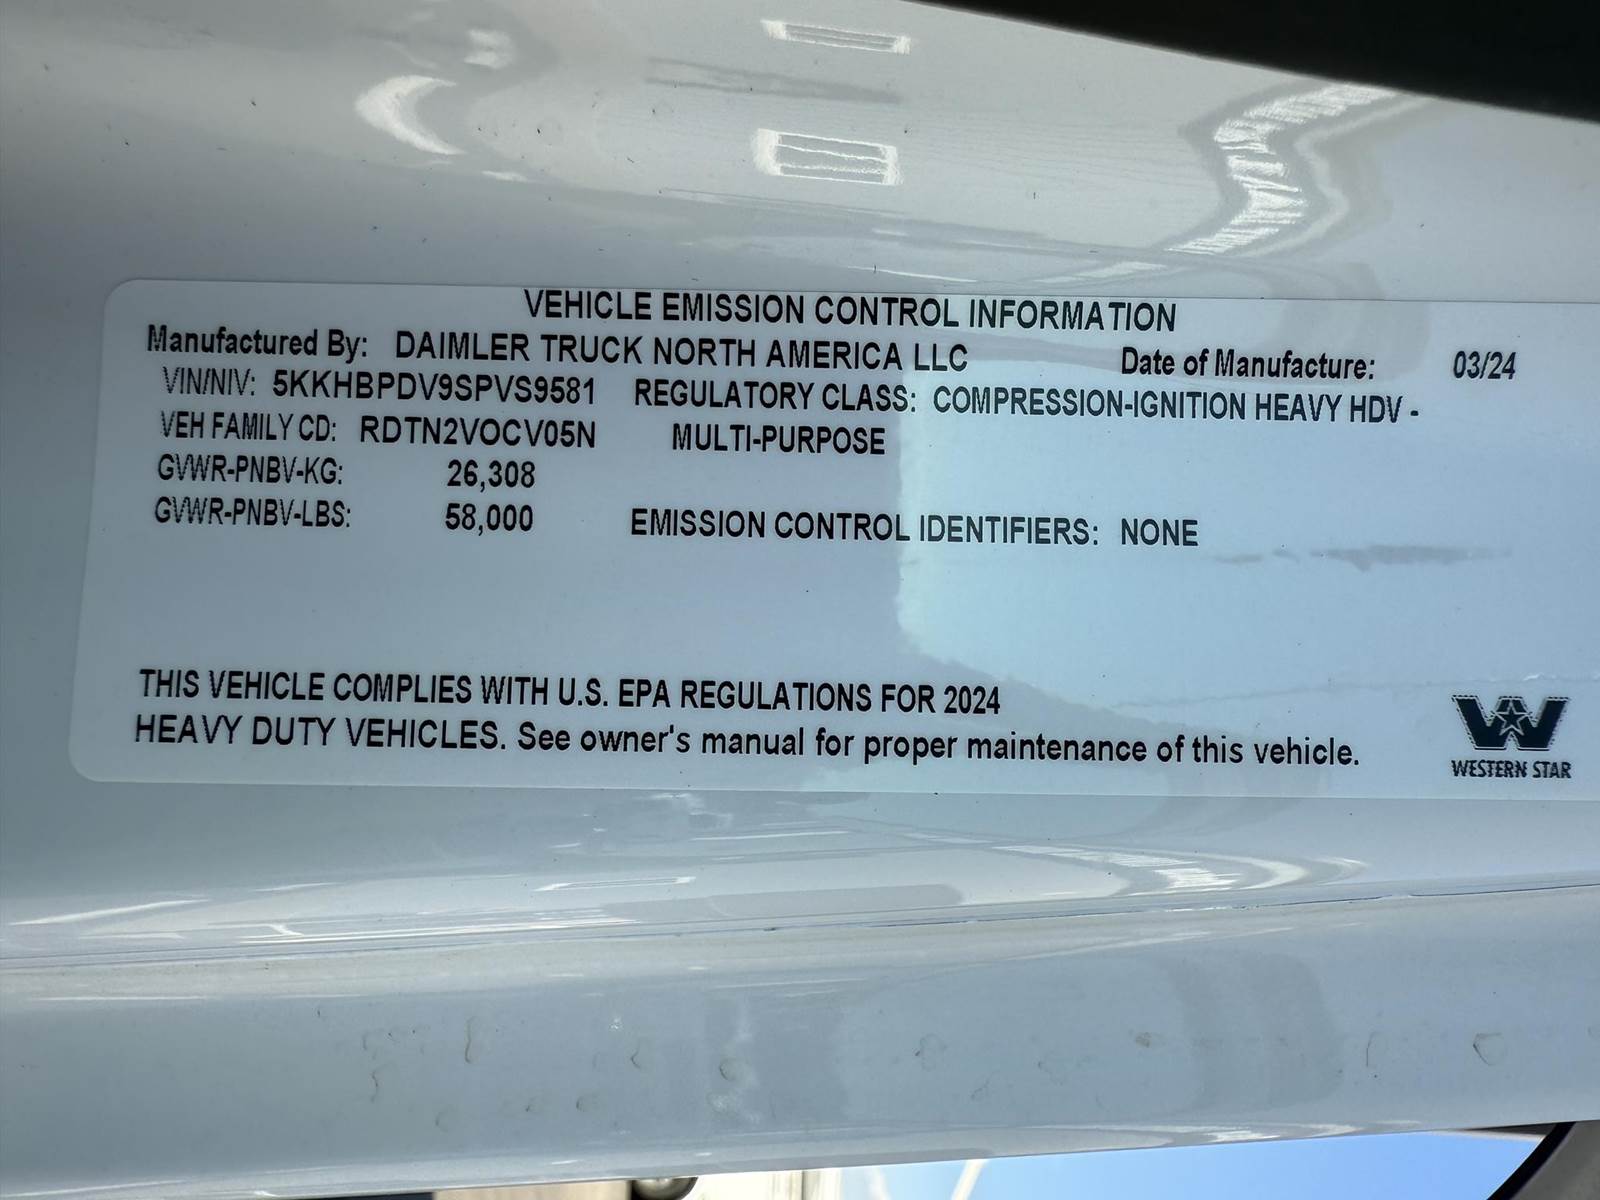 VEHICLE EMISSION CONTROL INFORMATION
Manufactured By: DAIMLER TRUCK NORTH AMERICA LLC Date of Manufacture: 03/24
VIN/NIV: 5KKHBPDV9SPVS9581 REGULATORY CLASS: COMPRESSION-IGNITION HEAVY HDV -
VEH FAMILY CD: RDTN2VOCV05N MULTI-PURPOSE
GVWR-PNBV-KG: 26,308
GVWR-PNBV-LBS: 58,000 EMISSION CONTROL IDENTIFIERS: NONE
THIS VEHICLE COMPLIES WITH U.S. EPA REGULATIONS FOR 2024
HEAVY DUTY VEHICLES. See owner's manual for proper maintenance of this vehicle.
WESTERN STAR